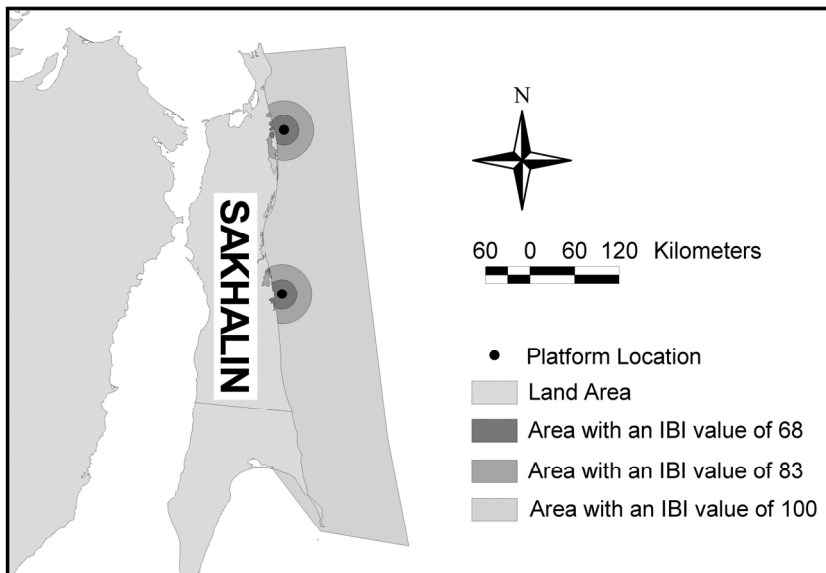 SAKHALIN
N
60 0 60 120 Kilometers
Platform Location
Land Area
Area with an IBI value of 68
Area with an IBI value of 83
Area with an IBI value of 100